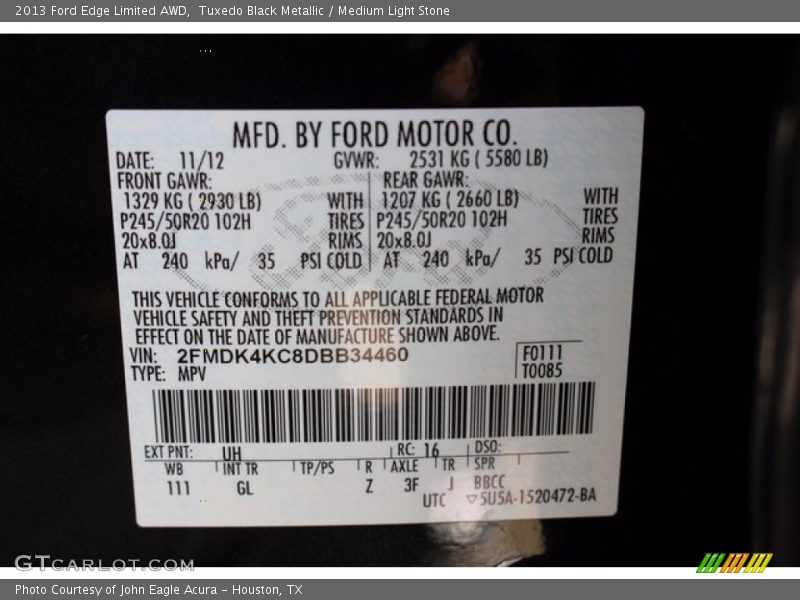 2013 Ford Edge Limited AWD,  Tuxedo Black Metallic / Medium Light Stone
MFD. BY FORD MOTOR CO.
DATE: 11/12 GVWR: 2531 KG ( 5580 LB)
FRONT GAWR: REAR GAWR:
1329 KG ( 2930 LB) WITH 1207 KG ( 2660 LB) WITH
P245/50R20 102H TIRES P245/50R20 102H TIRES
20x8.0J RIMS 20x8.0J RIMS
AT 240 kPa/ 35 PSI COLD AT 240 kPa/ 35 PSI COLD
THIS VEHICLE CONFORMS TO ALL APPLICABLE FEDERAL MOTOR
VEHICLE SAFETY AND THEFT PREVENTION STANDARDS IN
EFFECT ON THE DATE OF MANUFACTURE SHOWN ABOVE.
VIN: 2FMDK4KC8DBB34460 F0111
TYPE: MPV T0085
EXT PNT: UH RC: 16 DSO:
WB INT TR TP/PS R AXLE TR SPR
111 GL Z 3F J BBCC
UTC ▽5U5A-1520472-BA
GTCARLOT.COM
Photo Courtesy of John Eagle Acura - Houston, TX